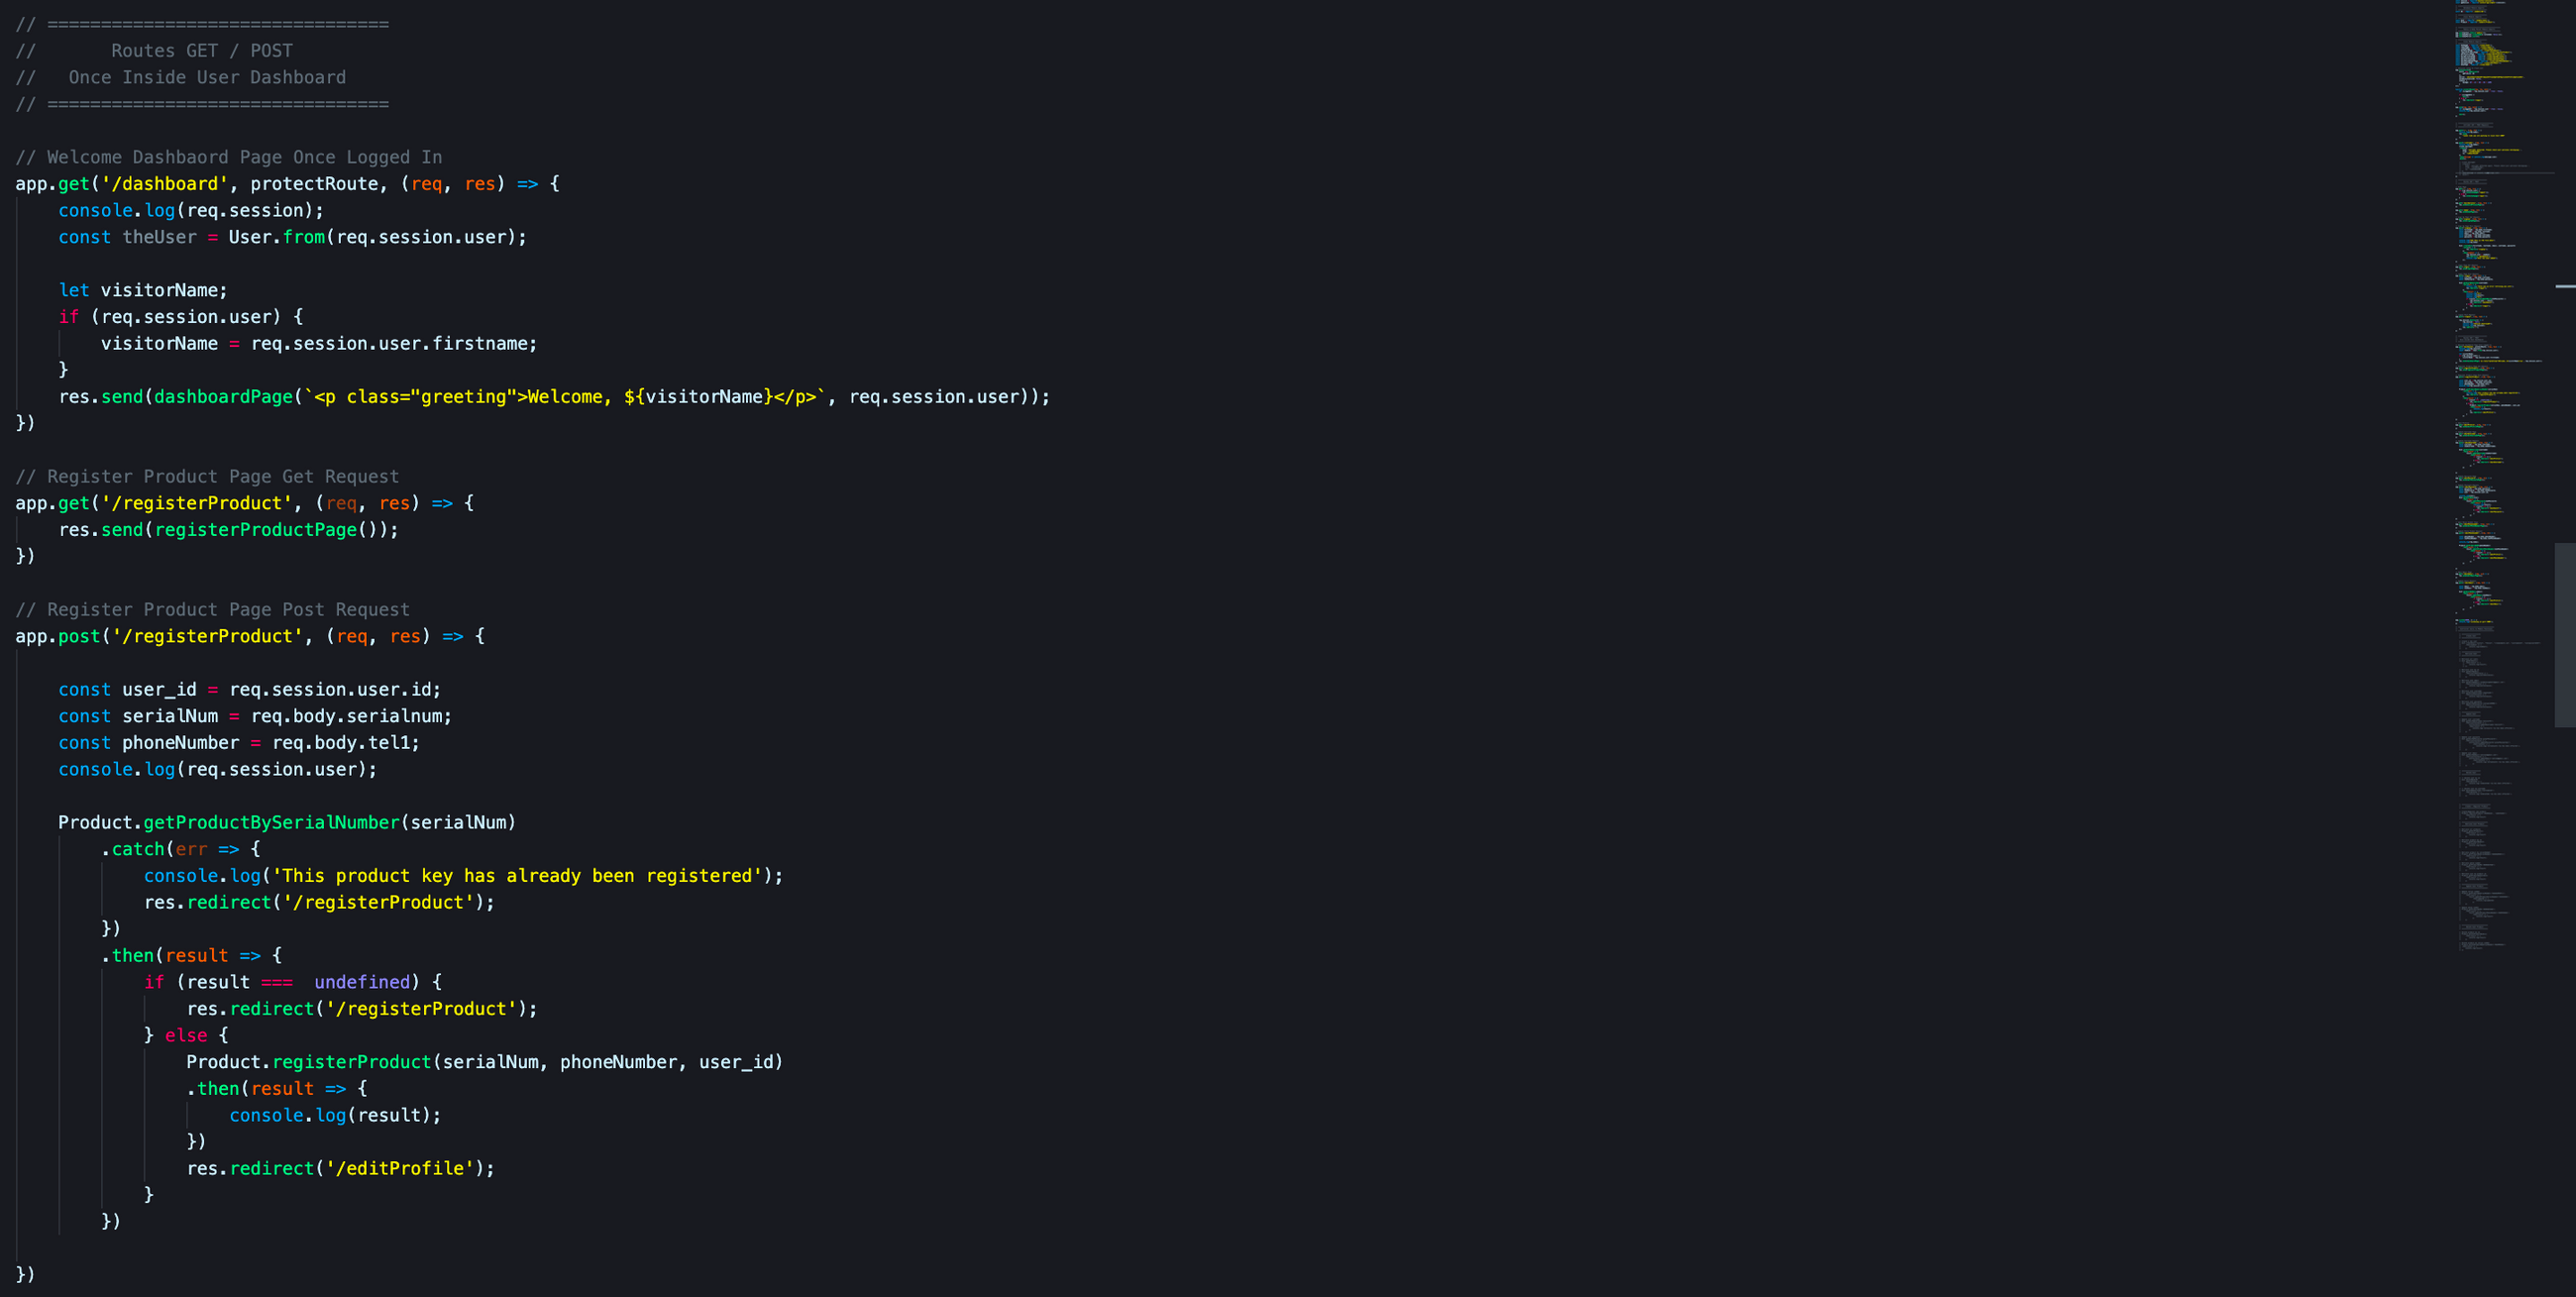 // ================================
//       Routes GET / POST
//   Once Inside User Dashboard
// ================================
// Welcome Dashbaord Page Once Logged In
app.get('/dashboard', protectRoute, (req, res) => {
    console.log(req.session);
    const theUser = User.from(req.session.user);
    let visitorName;
    if (req.session.user) {
        visitorName = req.session.user.firstname;
    }
    res.send(dashboardPage(`<p class="greeting">Welcome, ${visitorName}</p>`, req.session.user));
})
// Register Product Page Get Request
app.get('/registerProduct', (req, res) => {
    res.send(registerProductPage());
})
// Register Product Page Post Request
app.post('/registerProduct', (req, res) => {
    const user_id = req.session.user.id;
    const serialNum = req.body.serialnum;
    const phoneNumber = req.body.tel1;
    console.log(req.session.user);
    Product.getProductBySerialNumber(serialNum)
        .catch(err => {
            console.log('This product key has already been registered');
            res.redirect('/registerProduct');
        })
        .then(result => {
            if (result ===  undefined) {
                res.redirect('/registerProduct');
            } else {
                Product.registerProduct(serialNum, phoneNumber, user_id)
                .then(result => {
                    console.log(result);
                })
                res.redirect('/editProfile');
            }
        })
})